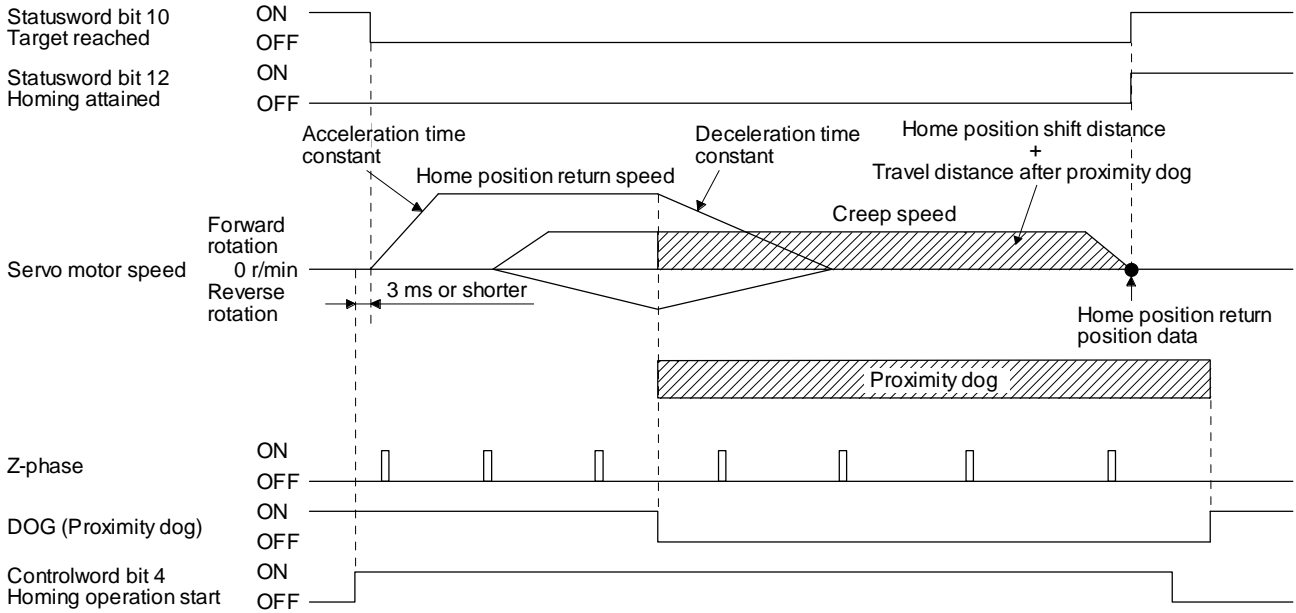 Statusword bit 10
Target reached
ON
OFF
Statusword bit 12
Homing attained
ON
OFF
Acceleration time
constant
Home position return speed
Deceleration time
constant
Home position shift distance
+
Travel distance after proximity dog
Creep speed
Forward
rotation
Servo motor speed
0 r/min
Reverse
rotation
3 ms or shorter
Home position return
position data
Proximity dog
Z-phase
ON
OFF
DOG (Proximity dog)
ON
OFF
Controlword bit 4
Homing operation start
ON
OFF